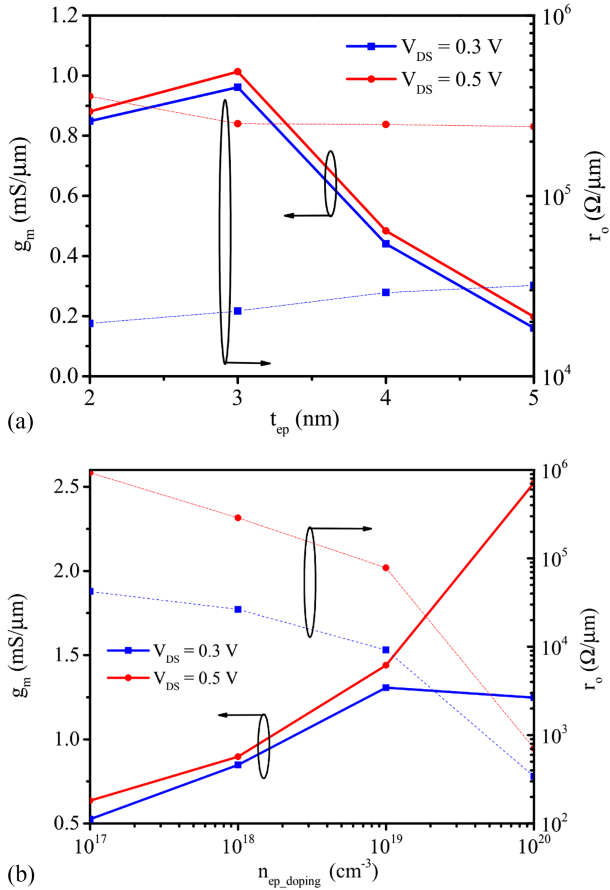 1.2
1.0
0.8
0.6
0.4
0.2
0.0
g_m (mS/μm)
V_DS = 0.3 V
V_DS = 0.5 V
10^6
10^5
10^4
r_o (Ω/μm)
2 3 4 5
t_ep (nm)
(a)
2.5
2.0
1.5
1.0
0.5
g_m (mS/μm)
V_DS = 0.3 V
V_DS = 0.5 V
10^6
10^5
10^4
10^3
10^2
r_o (Ω/μm)
10^17 10^18 10^19 10^20
n_ep_doping (cm^-3)
(b)